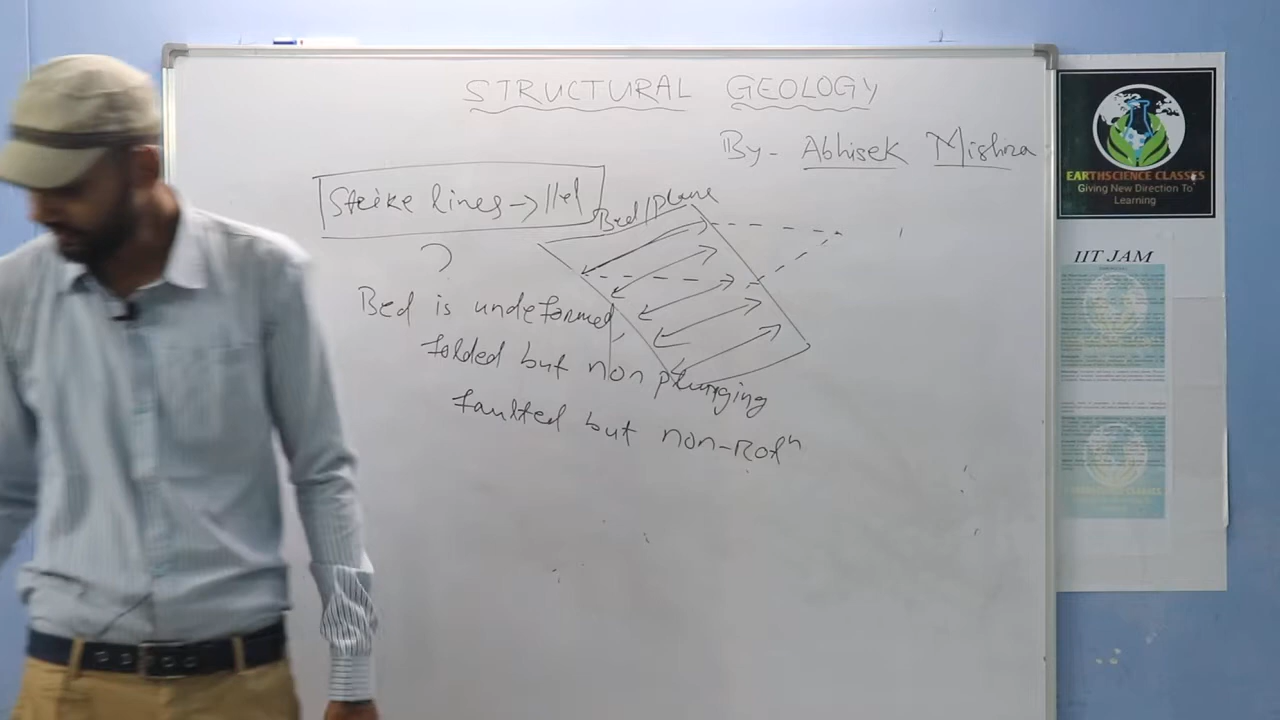 STRUCTURAL GEOLOGY
By- Abhisek Mishra
Strike lines → //el
Bed/plane
?
Bed is undeformed
folded but non plunging
faulted but non-Rotⁿ
EARTHSCIENCE CLASSES
Giving New Direction To
Learning
IIT JAM